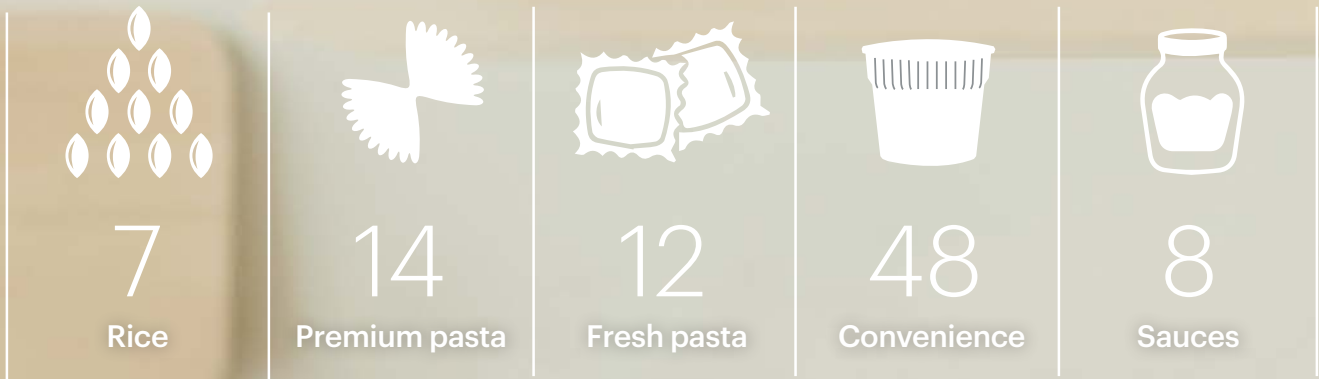 7
Rice
14
Premium pasta
12
Fresh pasta
48
Convenience
8
Sauces